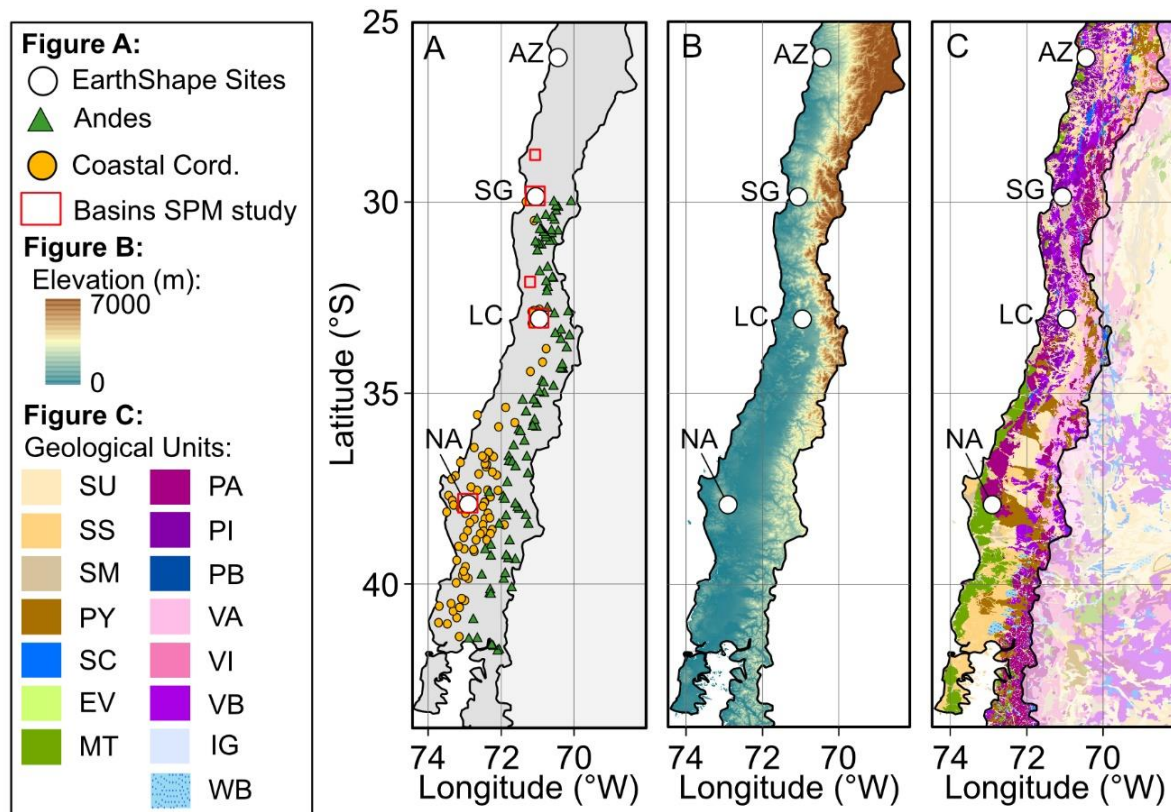 Figure A:
EarthShape Sites
Andes
Coastal Cord.
Basins SPM study
Figure B:
Elevation (m):
7000
0
Figure C:
Geological Units:
SU PA
SS PI
SM PB
PY VA
SC VI
EV VB
MT IG
WB
Latitude (°S)
25
30
35
40
A
AZ
SG
LC
NA
74 72 70
Longitude (°W)
B
AZ
SG
LC
NA
74 72 70
Longitude (°W)
C
AZ
SG
LC
NA
74 72 70
Longitude (°W)